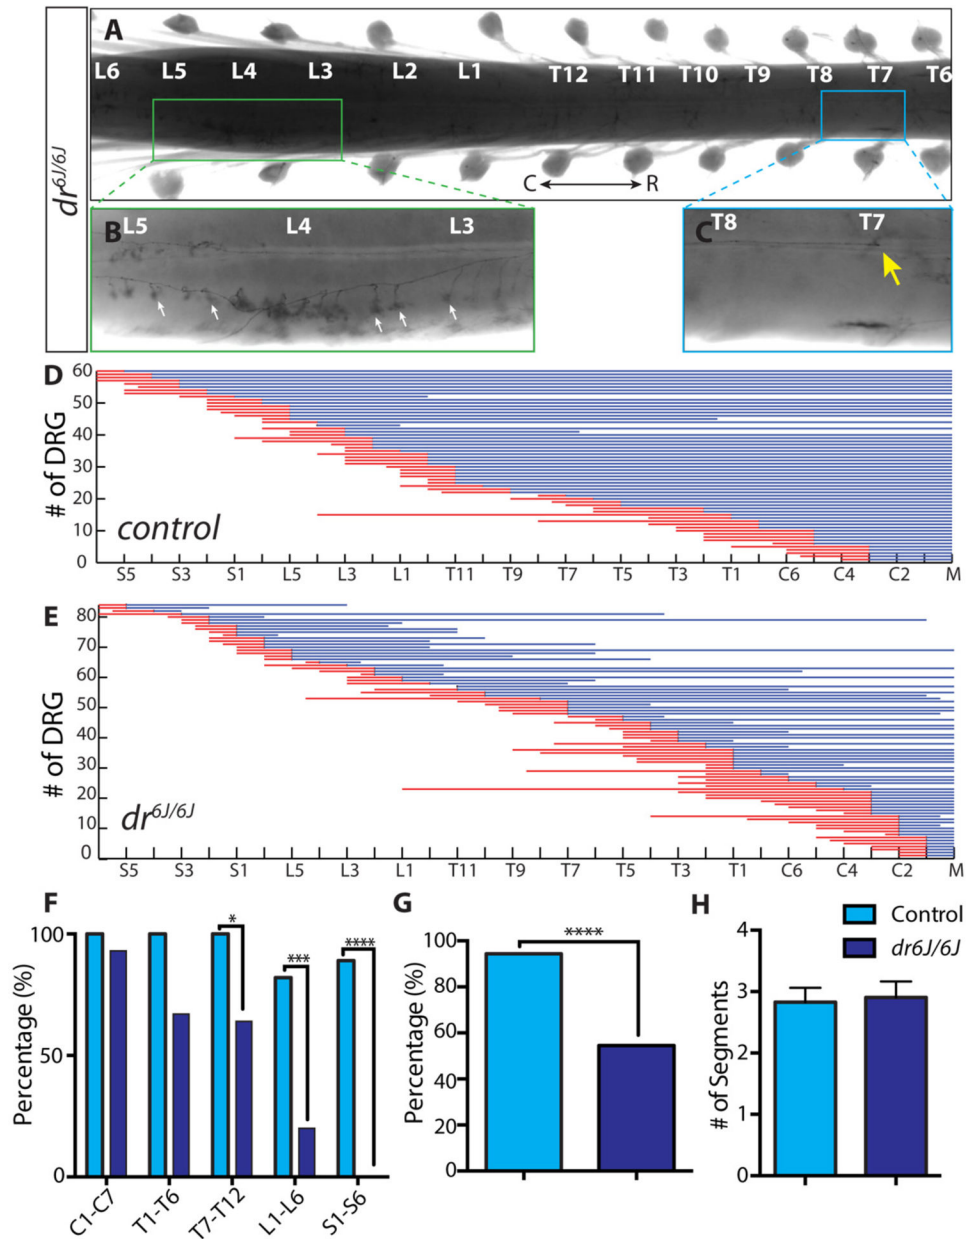 dr6J/6J
A
L6 L5 L4 L3 L2 L1 T12 T11 T10 T9 T8 T7 T6
C R
B L5 L4 L3
C T8 T7
D
# of DRG
60
50
40
30
20
10
0
control
S5 S3 S1 L5 L3 L1 T11 T9 T7 T5 T3 T1 C6 C4 C2 M
E
# of DRG
80
70
60
50
40
30
20
10
0
dr6J/6J
S5 S3 S1 L5 L3 L1 T11 T9 T7 T5 T3 T1 C6 C4 C2 M
F
Percentage (%)
100
50
0
*
***
****
C1-C7
T1-T6
T7-T12
L1-L6
S1-S6
G
Percentage (%)
100
80
60
40
20
0
****
H
Control
dr6J/6J
# of Segments
4
3
2
1
0